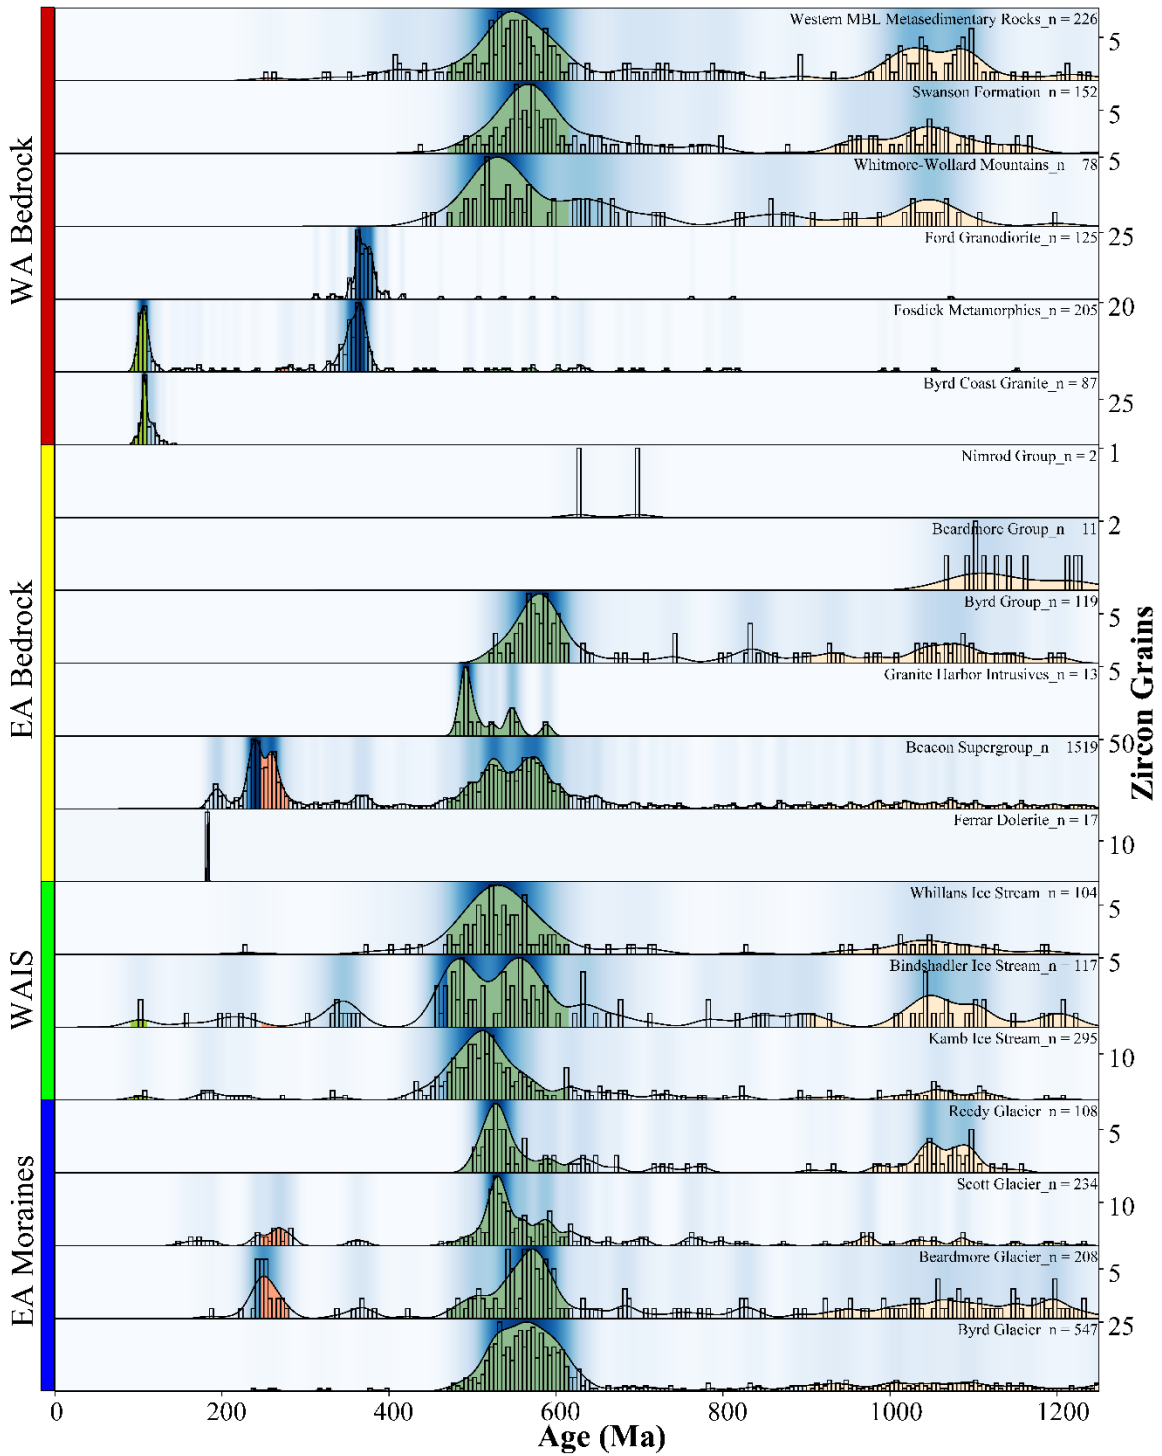 Western MBL Metasedimentary Rocks_n = 226
5
Swanson Formation n = 152
5
Whitmore-Wollard Mountains_n 78
5
Ford Granodiorite_n = 125
25
Fosdick Metamorphics_n = 205
20
Byrd Coast Granite_n = 87
25
WA Bedrock
Nimrod Group_n = 2
1
Beardmore Group_n 11
2
Byrd Group_n = 119
5
Granite Harbor Intrusives_n = 13
5
Beacon Supergroup_n 1519
50
Ferrar Dolerite_n = 17
10
EA Bedrock
Zircon Grains
Whillans Ice Stream n = 104
5
Bindshadler Ice Stream_n = 117
5
Kamb Ice Stream_n = 295
10
WAIS
Reedy Glacier n = 108
5
Scott Glacier_n = 234
10
Beardmore Glacier_n = 208
5
Byrd Glacier_n = 547
25
EA Moraines
0 200 400 600 800 1000 1200
Age (Ma)